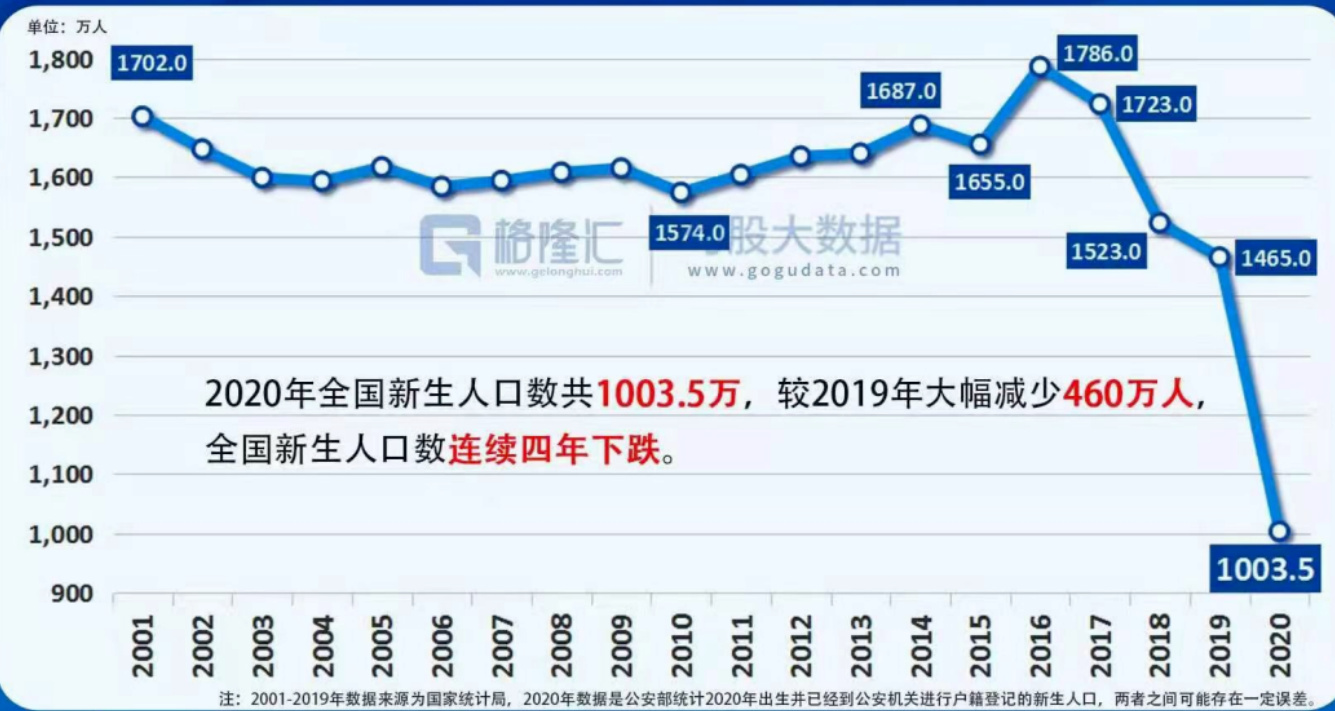 单位：万人
1,800
1,700
1,600
1,500
1,400
1,300
1,200
1,100
1,000
900
1702.0
1574.0
1687.0
1655.0
1786.0
1723.0
1523.0
1465.0
1003.5
格隆汇
www.gelonghui.com
股大数据
www.gogudata.com
2020年全国新生人口数共1003.5万，较2019年大幅减少460万人，
全国新生人口数连续四年下跌。
2001 2002 2003 2004 2005 2006 2007 2008 2009 2010 2011 2012 2013 2014 2015 2016 2017 2018 2019 2020
注：2001-2019年数据来源为国家统计局，2020年数据是公安部统计2020年出生并已经到公安机关进行户籍登记的新生人口，两者之间可能存在一定误差。